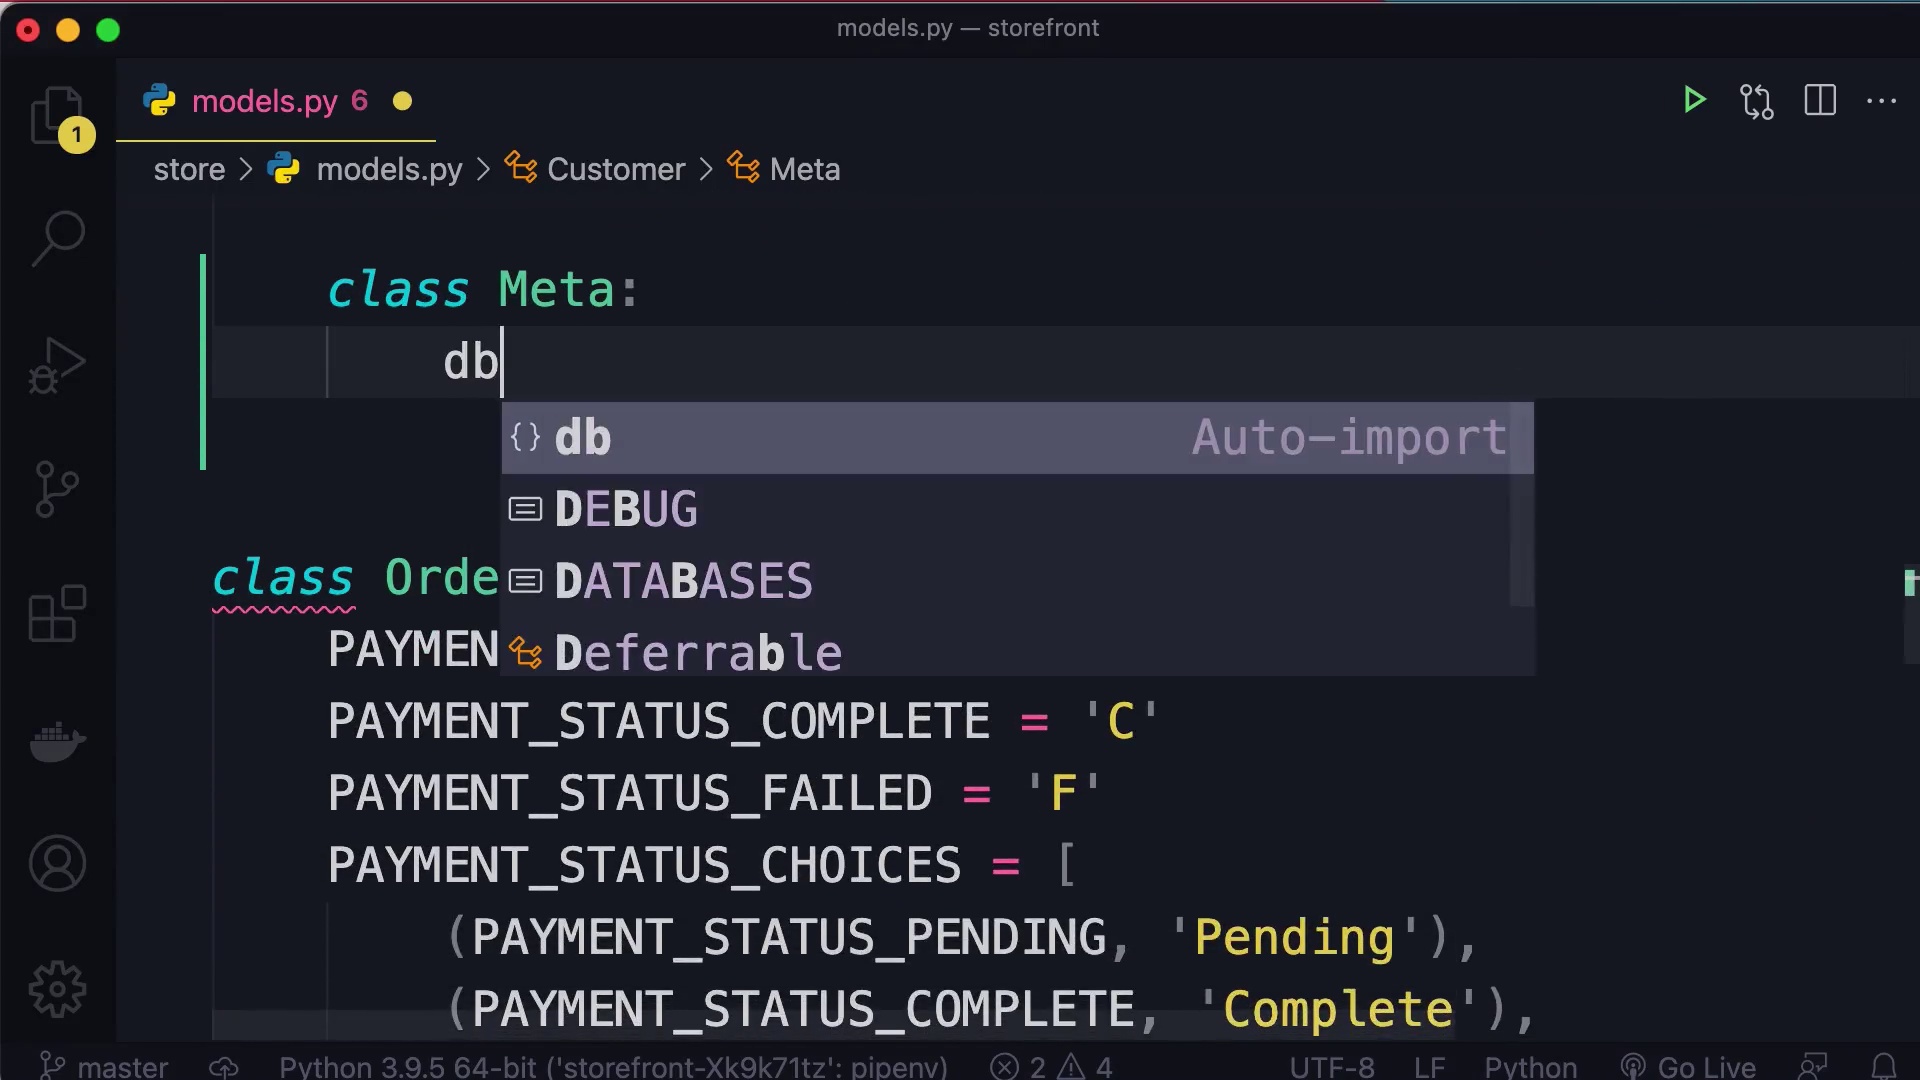 models.py — storefront
models.py 6
1
store > models.py > Customer > Meta
class Meta:
db
db Auto-import
DEBUG
DATABASES
Deferrable
class Orde
PAYMEN
PAYMENT_STATUS_COMPLETE = 'C'
PAYMENT_STATUS_FAILED = 'F'
PAYMENT_STATUS_CHOICES = [
(PAYMENT_STATUS_PENDING, 'Pending'),
(PAYMENT_STATUS_COMPLETE, 'Complete'),
master Python 3.9.5 64-bit ('storefront-Xk9k71tz': pipenv) 2 4 UTF-8 LF Python Go Live